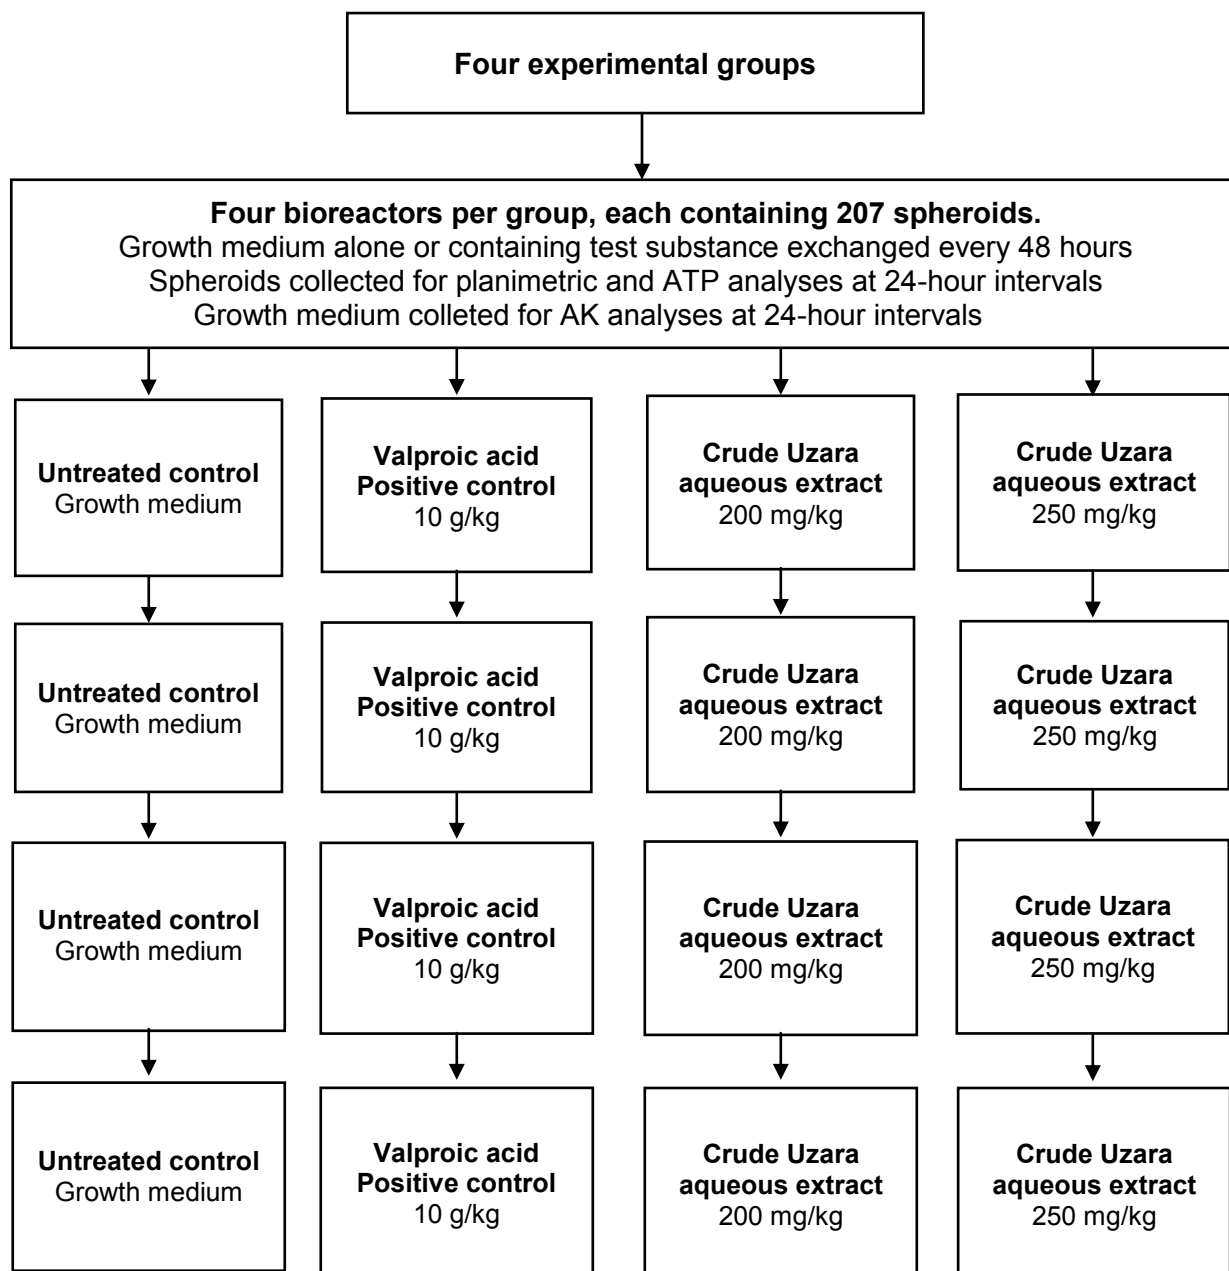 Four experimental groups
Four bioreactors per group, each containing 207 spheroids.
Growth medium alone or containing test substance exchanged every 48 hours
Spheroids collected for planimetric and ATP analyses at 24-hour intervals
Growth medium colleted for AK analyses at 24-hour intervals
Untreated control
Growth medium
Valproic acid
Positive control
10 g/kg
Crude Uzara
aqueous extract
200 mg/kg
Crude Uzara
aqueous extract
250 mg/kg
Untreated control
Growth medium
Valproic acid
Positive control
10 g/kg
Crude Uzara
aqueous extract
200 mg/kg
Crude Uzara
aqueous extract
250 mg/kg
Untreated control
Growth medium
Valproic acid
Positive control
10 g/kg
Crude Uzara
aqueous extract
200 mg/kg
Crude Uzara
aqueous extract
250 mg/kg
Untreated control
Growth medium
Valproic acid
Positive control
10 g/kg
Crude Uzara
aqueous extract
200 mg/kg
Crude Uzara
aqueous extract
250 mg/kg